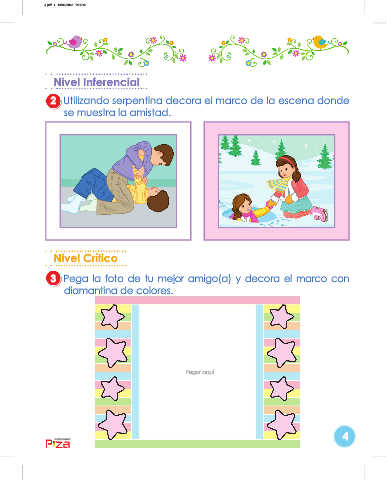 Nivel Inferencial
2 Utilizando serpentina decora el marco de la escena donde
se muestra la amistad.
Nivel Crítico
3 Pega la foto de tu mejor amigo(a) y decora el marco con
diamantina de colores.
Pegar aquí
4
P'za